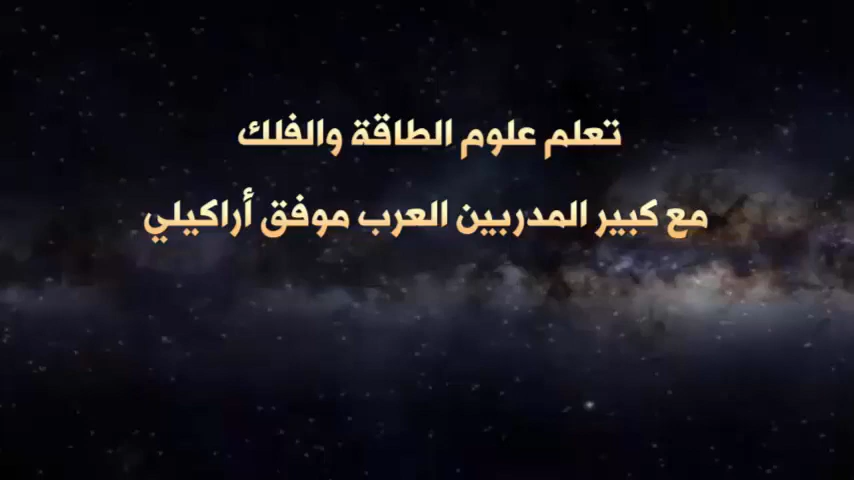 تعلم علوم الطاقة والفلك
مع كبير المدربين العرب موفق أراكيلي